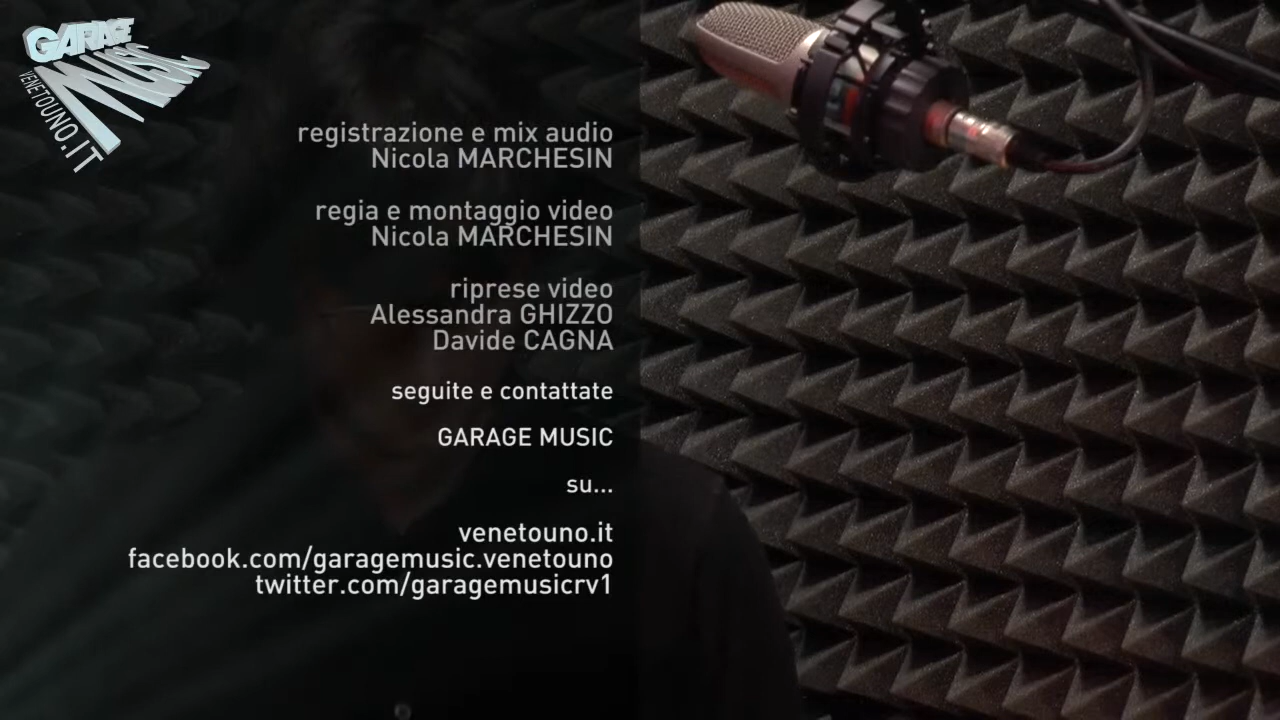 GARAGE
MUSIC
VENETOUNO.IT
registrazione e mix audio
Nicola MARCHESIN
regia e montaggio video
Nicola MARCHESIN
riprese video
Alessandra GHIZZO
Davide CAGNA
seguite e contattate
GARAGE MUSIC
su...
venetouno.it
facebook.com/garagemusic.venetouno
twitter.com/garagemusicrv1